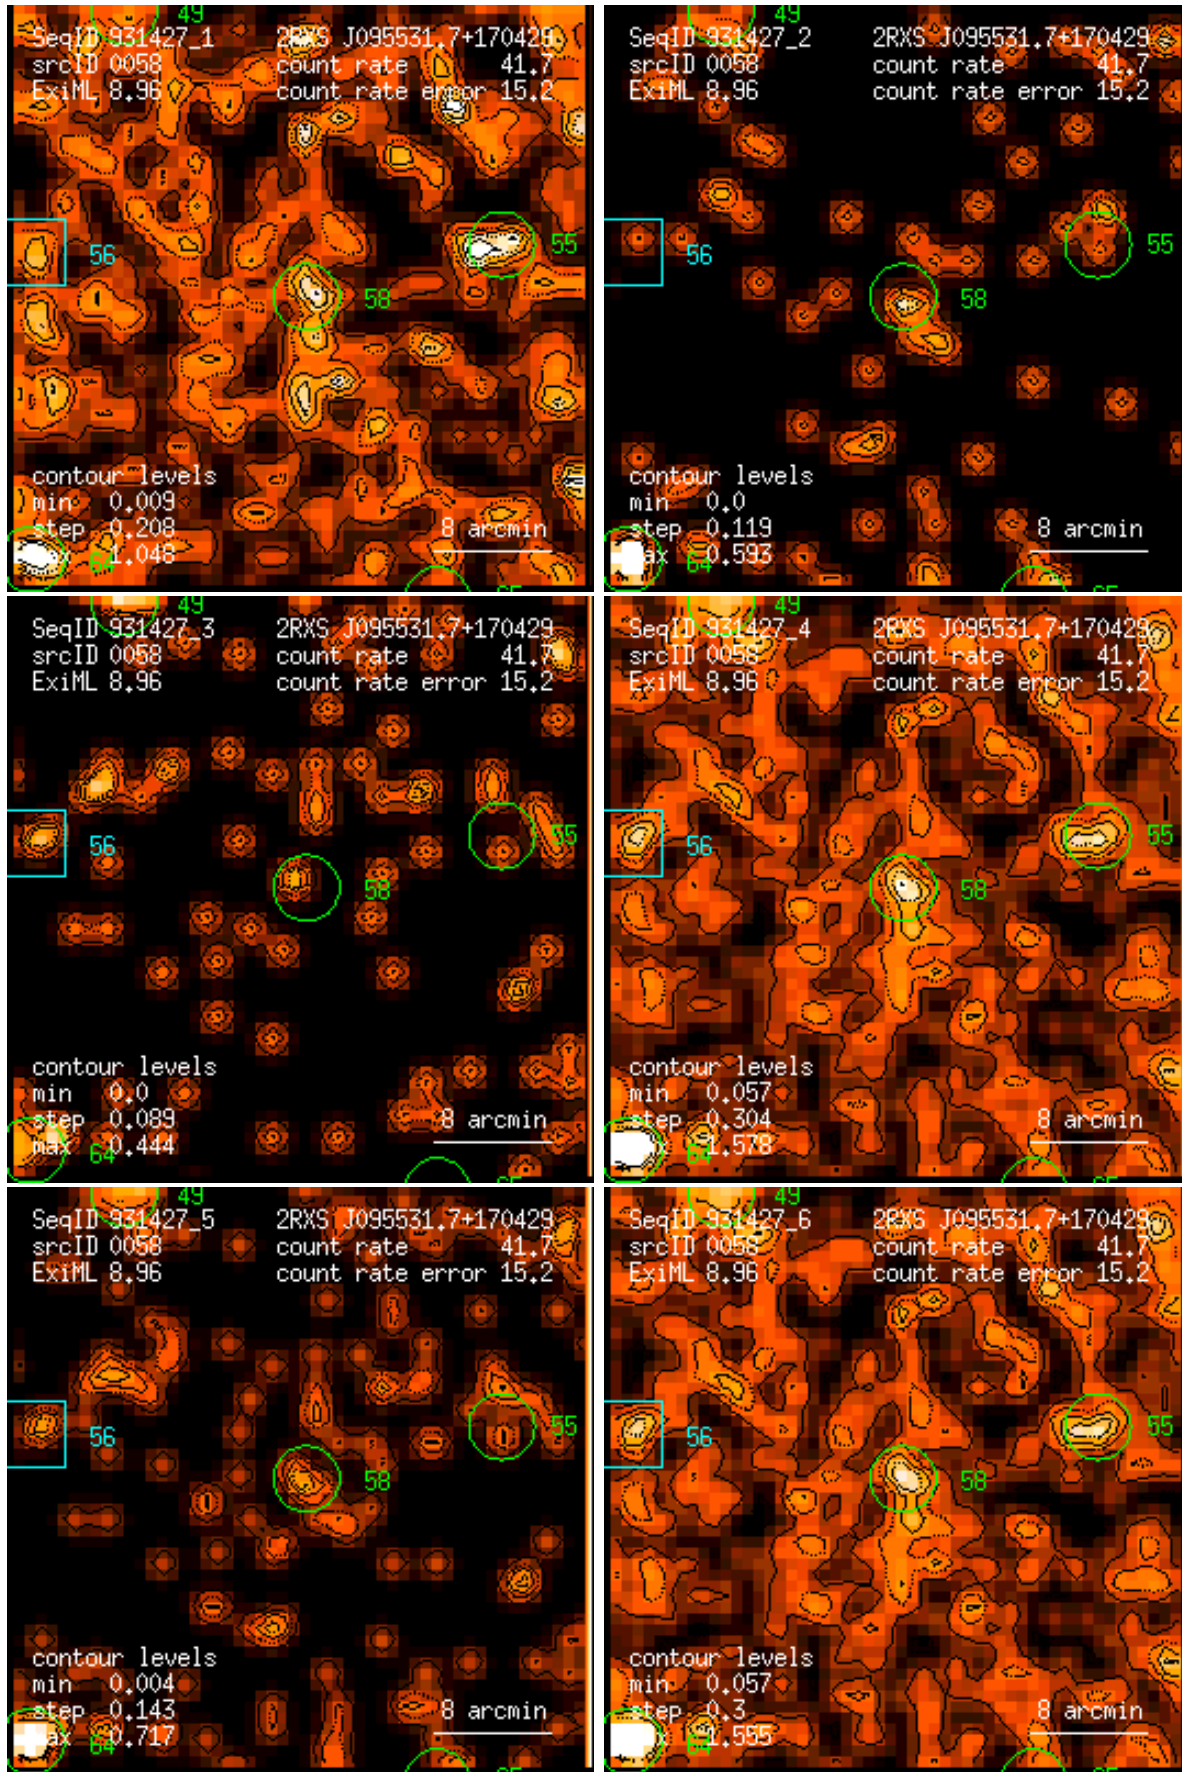 49
SeqID 931427_1 2RXS J095531.7+170429
srcID 0058 count rate 41.7
ExiML 8.96 count rate error 15.2
55
56
58
contour levels
min 0.009
step 0.208 8 arcmin
1.048
64
SeqID 931427_2 2RXS J095531.7+170429
srcID 0058 count rate 41.7
ExiML 8.96 count rate error 15.2
55
56
58
contour levels
min 0.0
step 0.119 8 arcmin
0.593
64
49
SeqID 931427_3 2RXS J095531.7+170429
srcID 0058 count rate 41.7
ExiML 8.96 count rate error 15.2
55
56
58
contour levels
min 0.0
step 0.089 8 arcmin
max 0.444
64
49
SeqID 931427_4 2RXS J095531.7+170429
srcID 0058 count rate 41.7
ExiML 8.96 count rate error 15.2
55
56
58
contour levels
min 0.057
step 0.304 8 arcmin
1.578
64
49
SeqID 931427_5 2RXS J095531.7+170429
srcID 0058 count rate 41.7
ExiML 8.96 count rate error 15.2
55
56
58
contour levels
min 0.004
step 0.143 8 arcmin
0.717
64
49
SeqID 931427_6 2RXS J095531.7+170429
srcID 0058 count rate 41.7
ExiML 8.96 count rate error 15.2
55
56
58
contour levels
min 0.057
step 0.3 8 arcmin
1.555
64